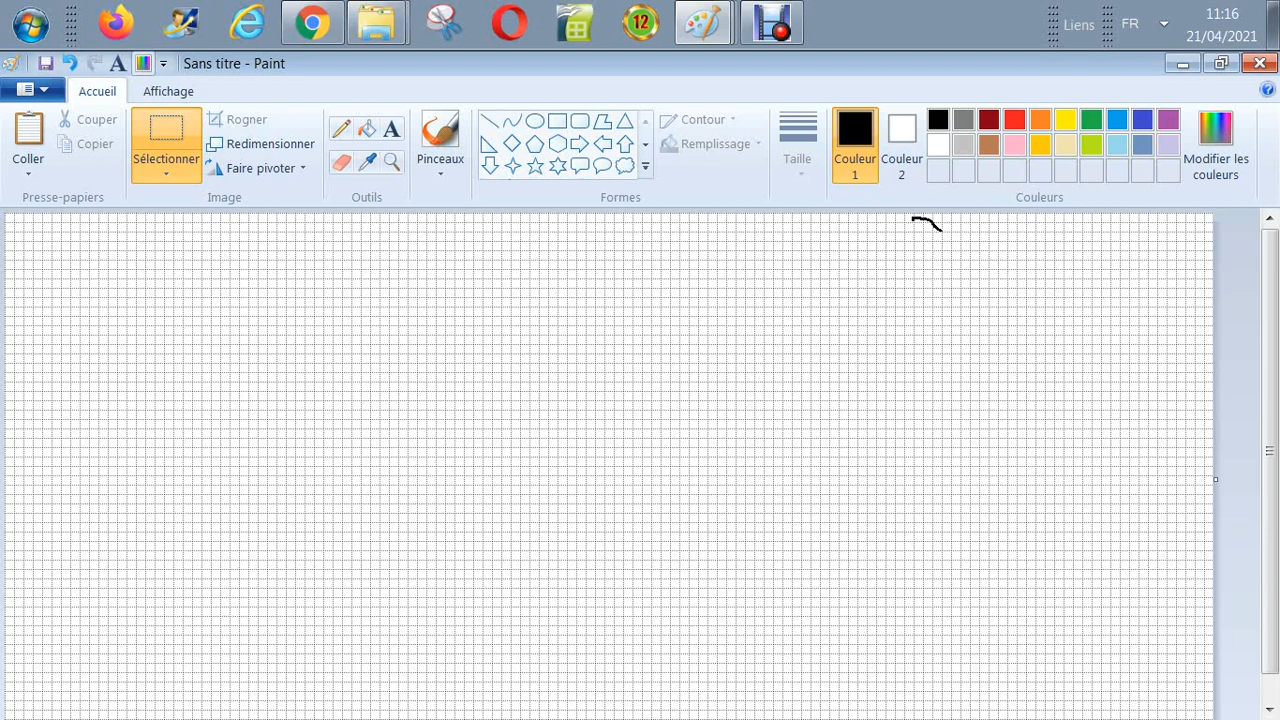 12
Liens
FR
11:16
21/04/2021
A
Sans titre - Paint
Accueil
Affichage
Coller
Couper
Copier
Presse-papiers
Sélectionner
Rogner
Redimensionner
Faire pivoter
Image
A
Outils
Pinceaux
Contour
Remplissage
Formes
Taille
Couleur
1
Couleur
2
Modifier les
couleurs
Couleurs